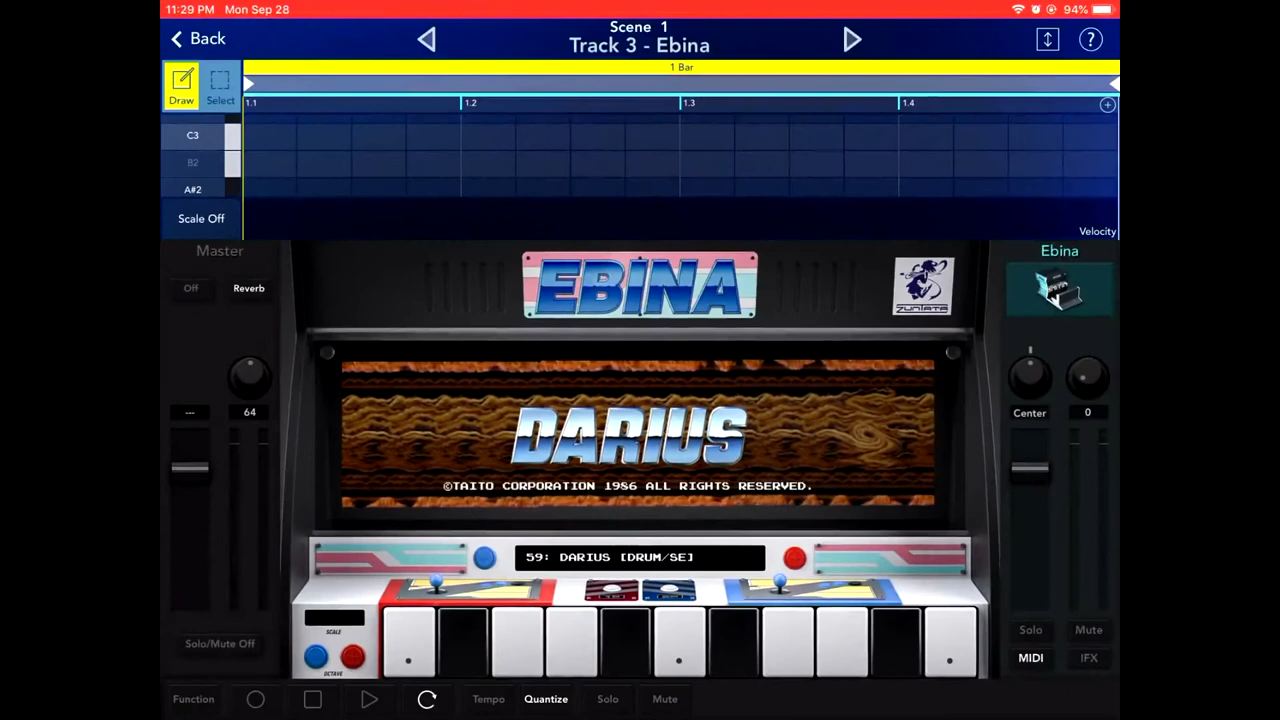 11:29 PM Mon Sep 28
94%
Back
Scene 1
Track 3 - Ebina
Draw
Select
1 Bar
1.1
1.2
1.3
1.4
C3
B2
A#2
Scale Off
Velocity
Master
Off
Reverb
---
64
Solo/Mute Off
EBINA
ZUNTATA
DARIUS
©TAITO CORPORATION 1986 ALL RIGHTS RESERVED.
59: DARIUS [DRUM/SE]
SCALE
OCTAVE
Ebina
Center
0
Solo
Mute
MIDI
IFX
Function
Tempo
Quantize
Solo
Mute